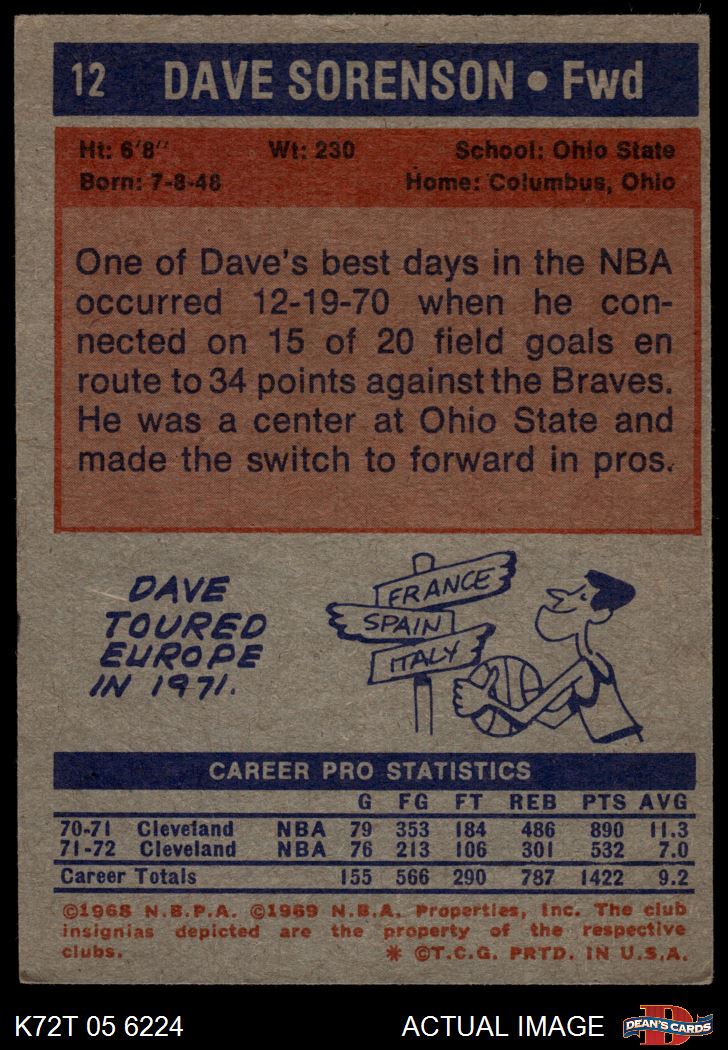 12 DAVE SORENSON • Fwd
Ht: 6'8" Wt: 230 School: Ohio State
Born: 7-8-48 Home: Columbus, Ohio
One of Dave's best days in the NBA
occurred 12-19-70 when he con-
nected on 15 of 20 field goals en
route to 34 points against the Braves.
He was a center at Ohio State and
made the switch to forward in pros.
DAVE
TOURED
EUROPE
IN 1971.
FRANCE
SPAIN
ITALY
CAREER PRO STATISTICS
G FG FT REB PTS AVG
70-71 Cleveland NBA 79 353 184 486 890 11.3
71-72 Cleveland NBA 76 213 106 301 532 7.0
Career Totals 155 566 290 787 1422 9.2
©1968 N.B.P.A. ©1969 N.B.A. Properties, Inc. The club
insignias depicted are the property of the respective
clubs. * ©T.C.G. PRTD. IN U.S.A.
K72T 05 6224 ACTUAL IMAGE
D
DEAN'S CARDS